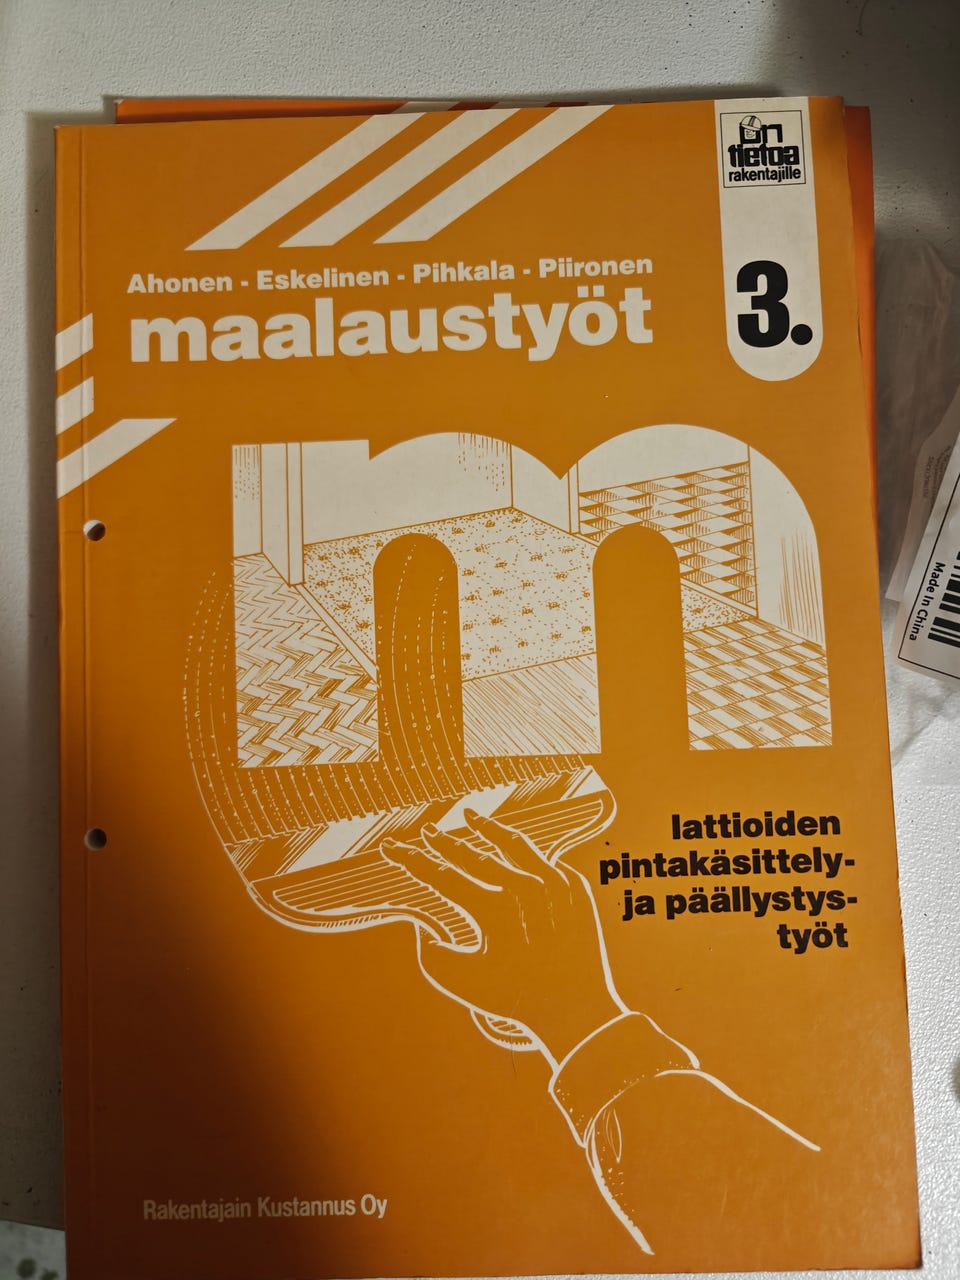 on
tietoa
rakentajille
3.
Ahonen - Eskelinen - Pihkala - Piironen
maalaustyöt
lattioiden
pintakäsittely-
ja päällystys-
työt
Rakentajain Kustannus Oy
Made In China